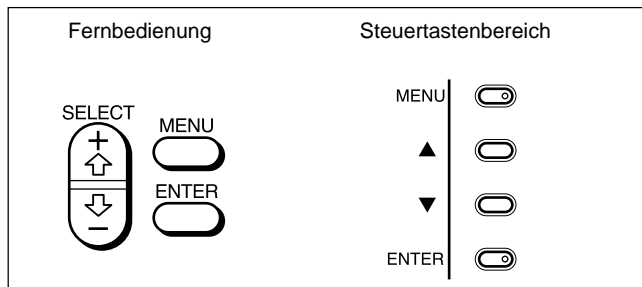 Fernbedienung
Steuertastenbereich
SELECT
+
–
MENU
ENTER
MENU
▲
▼
ENTER